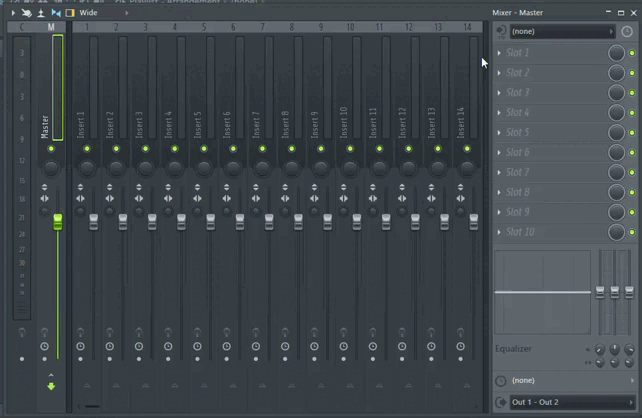 Wide
Mixer - Master
(none)
C M 1 2 3 4 5 6 7 8 9 10 11 12 13 14
Master
Insert 1
Insert 2
Insert 3
Insert 4
Insert 5
Insert 6
Insert 7
Insert 8
Insert 9
Insert 10
Insert 11
Insert 12
Insert 13
Insert 14
3
0
3
6
9
12
15
18
21
24
27
30
Slot 1
Slot 2
Slot 3
Slot 4
Slot 5
Slot 6
Slot 7
Slot 8
Slot 9
Slot 10
Equalizer
(none)
Out 1 - Out 2